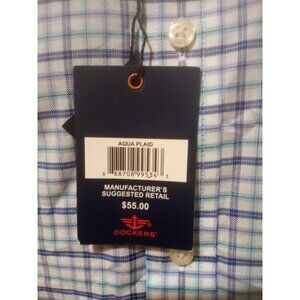 AQUA PLAID
MANUFACTURER'S
SUGGESTED RETAIL
$55.00
®
DOCKERS®